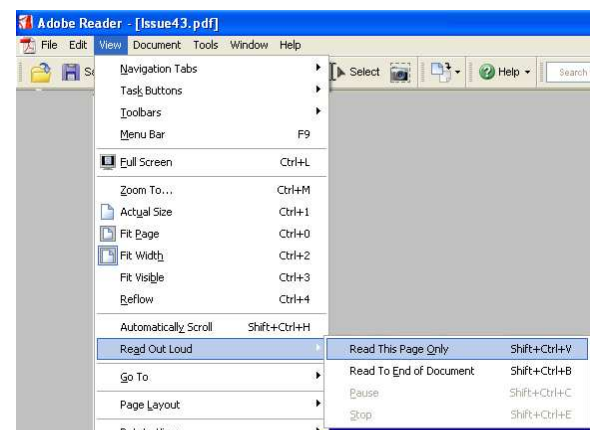 Adobe Reader - [Issue43.pdf]
File Edit View Document Tools Window Help
Select Help Search
Navigation Tabs
Task Buttons
Toolbars
Menu Bar F9
Full Screen Ctrl+L
Zoom To... Ctrl+M
Actual Size Ctrl+1
Fit Page Ctrl+0
Fit Width Ctrl+2
Fit Visible Ctrl+3
Reflow Ctrl+4
Automatically Scroll Shift+Ctrl+H
Read Out Loud Read This Page Only Shift+Ctrl+V
Read To End of Document Shift+Ctrl+B
Go To
Pause Shift+Ctrl+C
Page Layout
Stop Shift+Ctrl+E